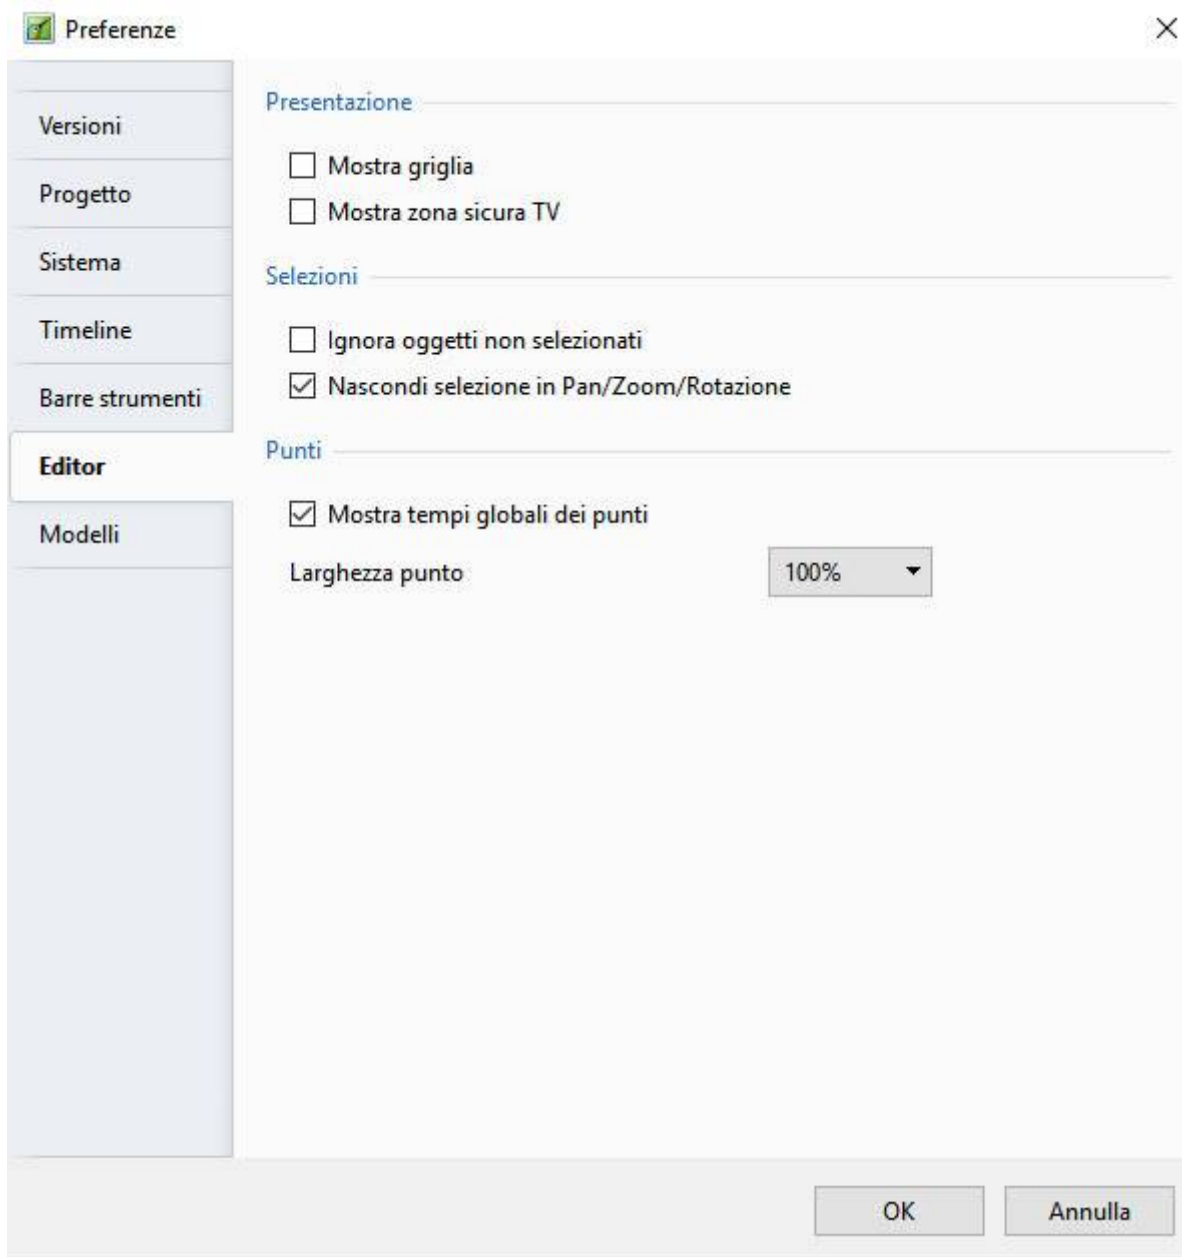 Preferenze
Versioni
Progetto
Sistema
Timeline
Barre strumenti
Editor
Modelli
Presentazione
Mostra griglia
Mostra zona sicura TV
Selezioni
Ignora oggetti non selezionati
Nascondi selezione in Pan/Zoom/Rotazione
Punti
Mostra tempi globali dei punti
Larghezza punto 100%
OK Annulla